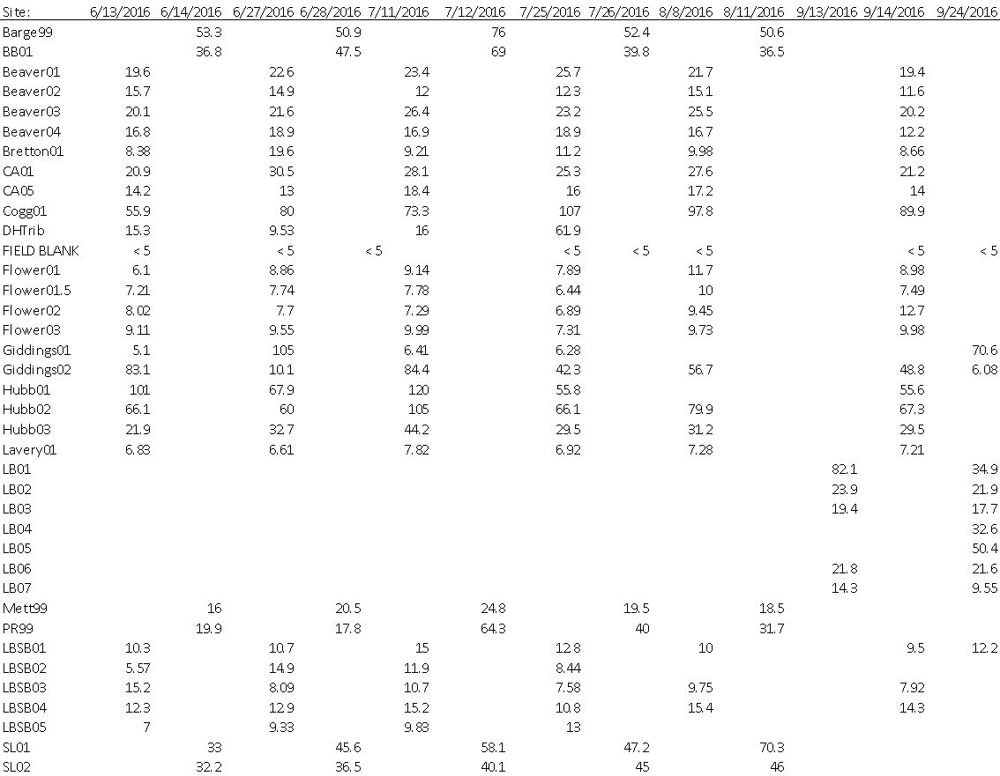 Site: 6/13/2016 6/14/2016 6/27/2016 6/28/2016 7/11/2016 7/12/2016 7/25/2016 7/26/2016 8/8/2016 8/11/2016 9/13/2016 9/14/2016 9/24/2016
Barge99 53.3 50.9 76 52.4 50.6
BB01 36.8 47.5 69 39.8 36.5
Beaver01 19.6 22.6 23.4 25.7 21.7 19.4
Beaver02 15.7 14.9 12 12.3 15.1 11.6
Beaver03 20.1 21.6 26.4 23.2 25.5 20.2
Beaver04 16.8 18.9 16.9 18.9 16.7 12.2
Bretton01 8.38 19.6 9.21 11.2 9.98 8.66
CA01 20.9 30.5 28.1 25.3 27.6 21.2
CA05 14.2 13 18.4 16 17.2 14
Cogg01 55.9 80 73.3 107 97.8 89.9
DHTrib 15.3 9.53 16 61.9
FIELD BLANK < 5 < 5 < 5 < 5 < 5 < 5 < 5 < 5
Flower01 6.1 8.86 9.14 7.89 11.7 8.98
Flower01.5 7.21 7.74 7.78 6.44 10 7.49
Flower02 8.02 7.7 7.29 6.89 9.45 12.7
Flower03 9.11 9.55 9.99 7.31 9.73 9.98
Giddings01 5.1 105 6.41 6.28 70.6
Giddings02 83.1 10.1 84.4 42.3 56.7 48.8 6.08
Hubb01 101 67.9 120 55.8 55.6
Hubb02 66.1 60 105 66.1 79.9 67.3
Hubb03 21.9 32.7 44.2 29.5 31.2 29.5
Lavery01 6.83 6.61 7.82 6.92 7.28 7.21
LB01 82.1 34.9
LB02 23.9 21.9
LB03 19.4 17.7
LB04 32.6
LB05 50.4
LB06 21.8 21.6
LB07 14.3 9.55
Mett99 16 20.5 24.8 19.5 18.5
PR99 19.9 17.8 64.3 40 31.7
LBSB01 10.3 10.7 15 12.8 10 9.5 12.2
LBSB02 5.57 14.9 11.9 8.44
LBSB03 15.2 8.09 10.7 7.58 9.75 7.92
LBSB04 12.3 12.9 15.2 10.8 15.4 14.3
LBSB05 7 9.33 9.83 13
SL01 33 45.6 58.1 47.2 70.3
SL02 32.2 36.5 40.1 45 46